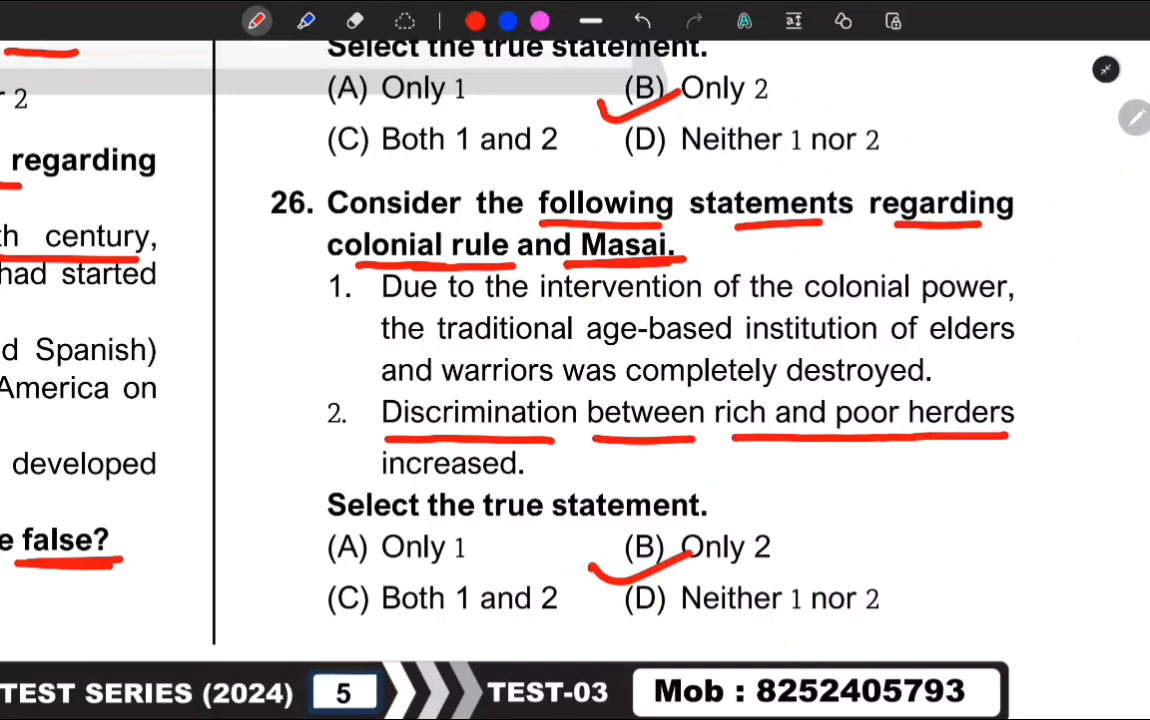 Select the true statement.
(A) Only 1 (B) Only 2
(C) Both 1 and 2 (D) Neither 1 nor 2
r 2
regarding
th century,
had started
d Spanish)
America on
developed
e false?
26. Consider the following statements regarding
colonial rule and Masai.
1. Due to the intervention of the colonial power,
the traditional age-based institution of elders
and warriors was completely destroyed.
2. Discrimination between rich and poor herders
increased.
Select the true statement.
(A) Only 1 (B) Only 2
(C) Both 1 and 2 (D) Neither 1 nor 2
TEST SERIES (2024) 5 TEST-03 Mob : 8252405793